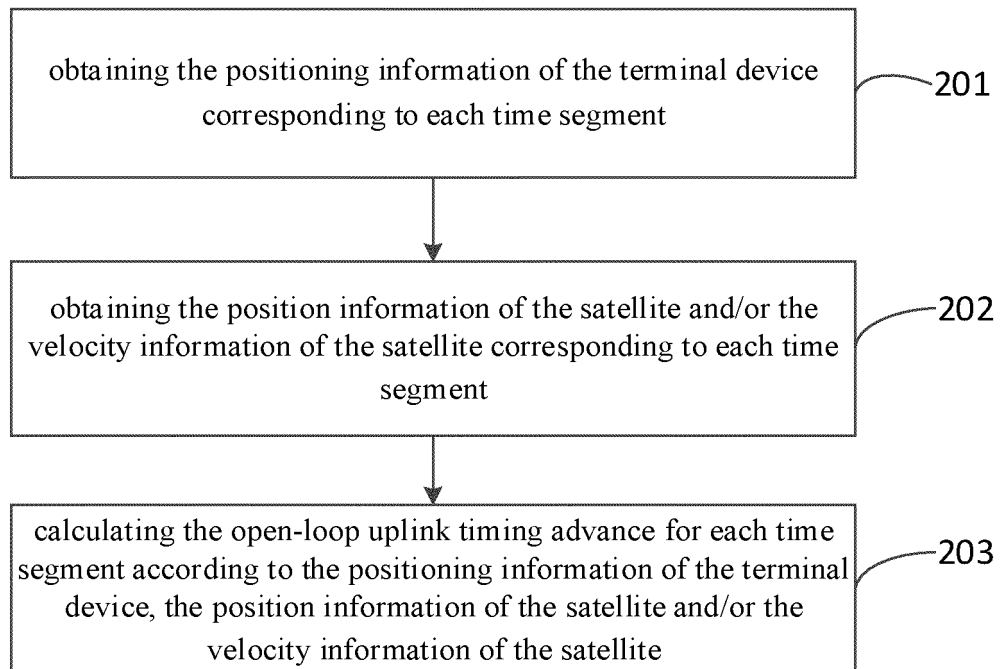 obtaining the positioning information of the terminal device
corresponding to each time segment
201
obtaining the position information of the satellite and/or the
velocity information of the satellite corresponding to each time
segment
202
calculating the open-loop uplink timing advance for each time
segment according to the positioning information of the terminal
device, the position information of the satellite and/or the
velocity information of the satellite
203